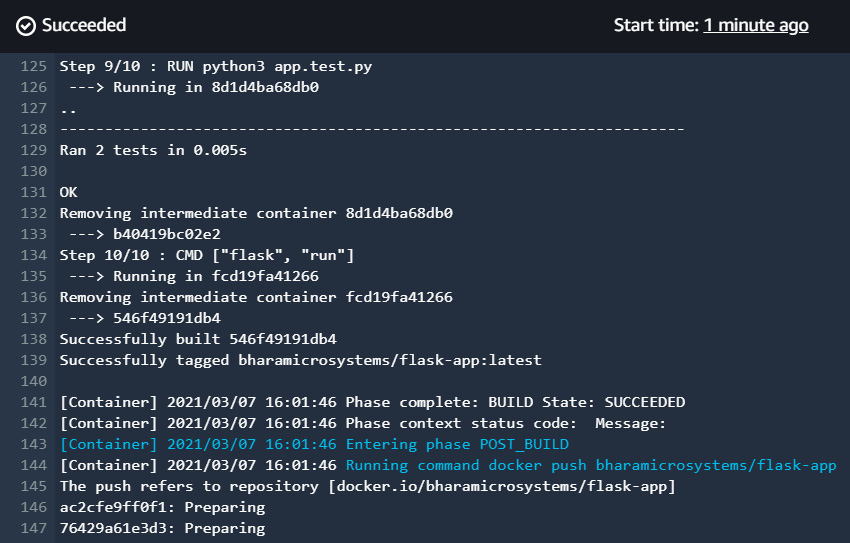 Succeeded
Start time: 1 minute ago
125 Step 9/10 : RUN python3 app.test.py
126  ---> Running in 8d1d4ba68db0
127 ..
128 ----------------------------------------------------------------------
129 Ran 2 tests in 0.005s
130
131 OK
132 Removing intermediate container 8d1d4ba68db0
133  ---> b40419bc02e2
134 Step 10/10 : CMD ["flask", "run"]
135  ---> Running in fcd19fa41266
136 Removing intermediate container fcd19fa41266
137  ---> 546f49191db4
138 Successfully built 546f49191db4
139 Successfully tagged bharamicrosystems/flask-app:latest
140
141 [Container] 2021/03/07 16:01:46 Phase complete: BUILD State: SUCCEEDED
142 [Container] 2021/03/07 16:01:46 Phase context status code:  Message:
143 [Container] 2021/03/07 16:01:46 Entering phase POST_BUILD
144 [Container] 2021/03/07 16:01:46 Running command docker push bharamicrosystems/flask-app
145 The push refers to repository [docker.io/bharamicrosystems/flask-app]
146 ac2cfe9ff0f1: Preparing
147 76429a61e3d3: Preparing